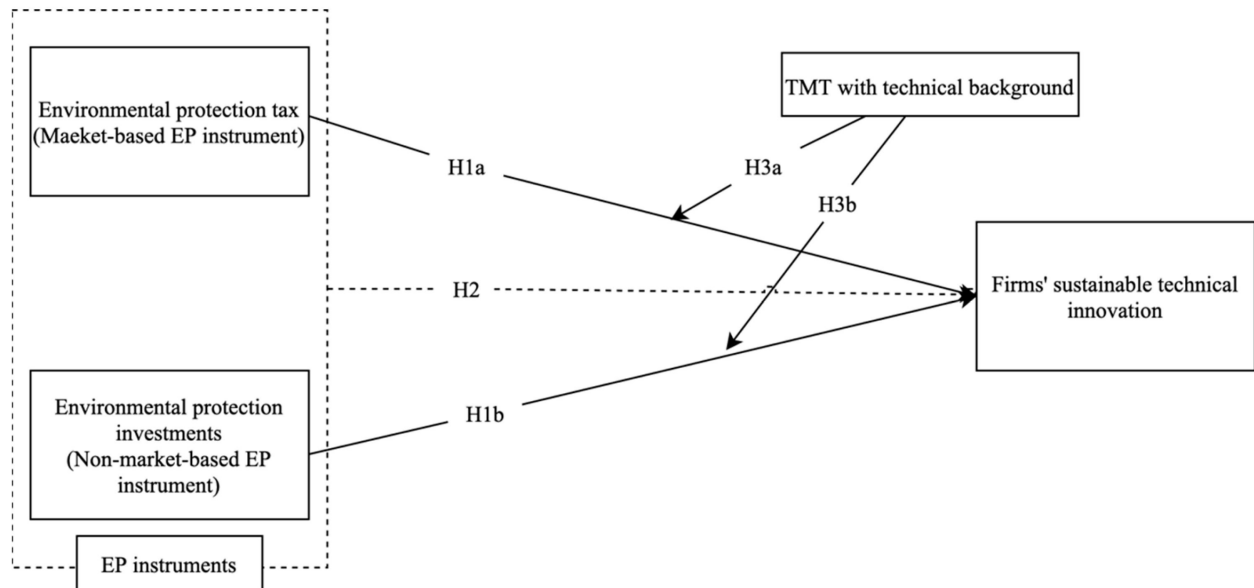 Environmental protection tax
(Maeket-based EP instrument)
TMT with technical background
H1a
H3a
H3b
H2
Firms' sustainable technical
innovation
Environmental protection
investments
(Non-market-based EP
instrument)
H1b
EP instruments